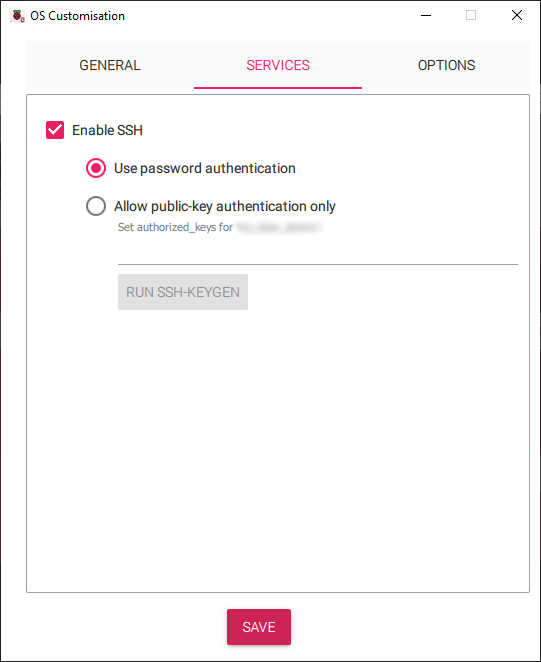 OS Customisation
GENERAL
SERVICES
OPTIONS
Enable SSH
Use password authentication
Allow public-key authentication only
Set authorized_keys for
RUN SSH-KEYGEN
SAVE